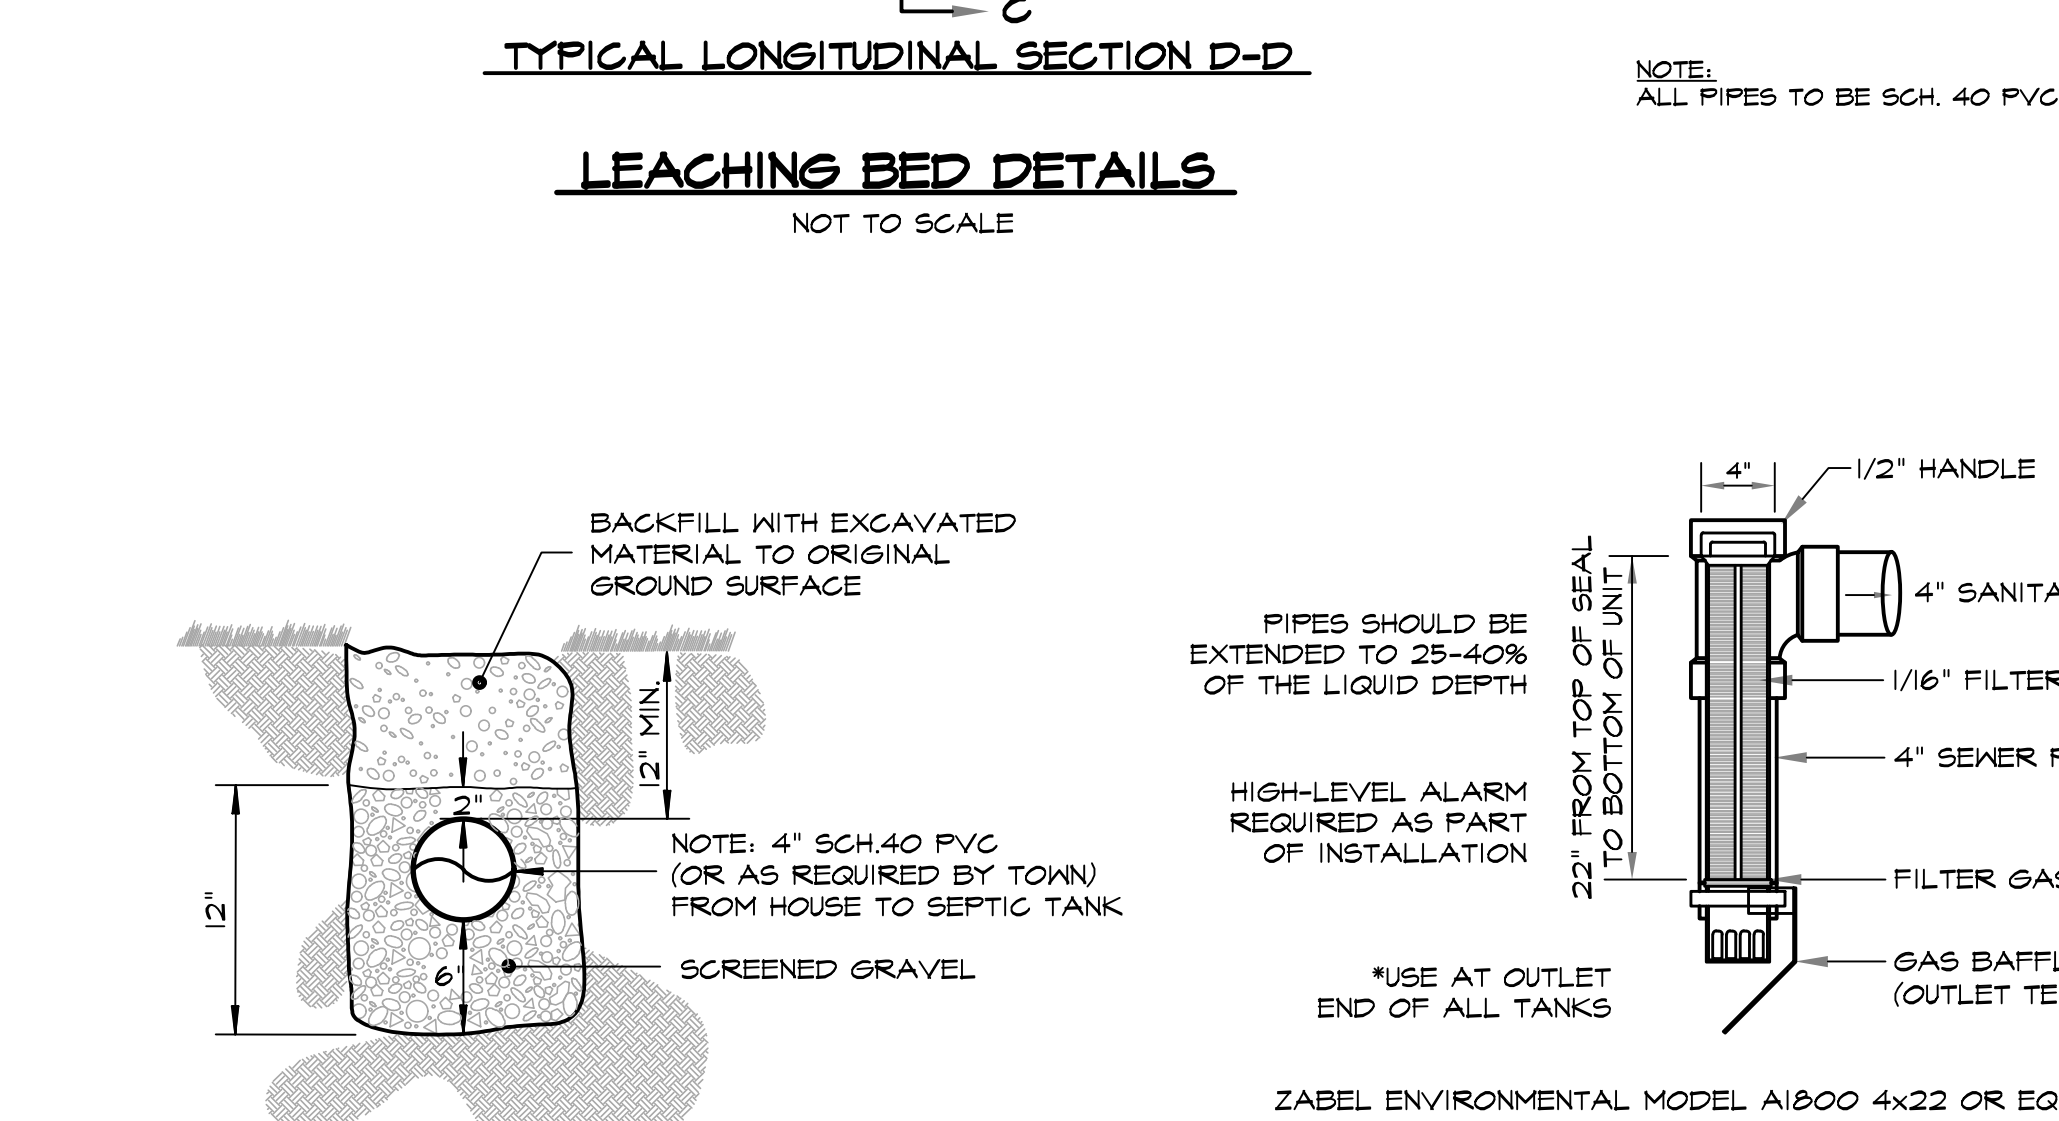 C
TYPICAL LONGITUDINAL SECTION D-D
NOTE:
ALL PIPES TO BE SCH. 40 PVC
LEACHING BED DETAILS
NOT TO SCALE
BACKFILL WITH EXCAVATED
MATERIAL TO ORIGINAL
GROUND SURFACE
12" MIN.
2"
12"
6"
NOTE: 4" SCH.40 PVC
(OR AS REQUIRED BY TOWN)
FROM HOUSE TO SEPTIC TANK
SCREENED GRAVEL
4"
1/2" HANDLE
PIPES SHOULD BE
EXTENDED TO 25-40%
OF THE LIQUID DEPTH
HIGH-LEVEL ALARM
REQUIRED AS PART
OF INSTALLATION
22" FROM TOP OF SEAL
TO BOTTOM OF UNIT
4" SANITA
1/16" FILTER
4" SEWER
FILTER GAS
GAS BAFFL
(OUTLET TE
*USE AT OUTLET
END OF ALL TANKS
ZABEL ENVIRONMENTAL MODEL A1800 4x22 OR EQ